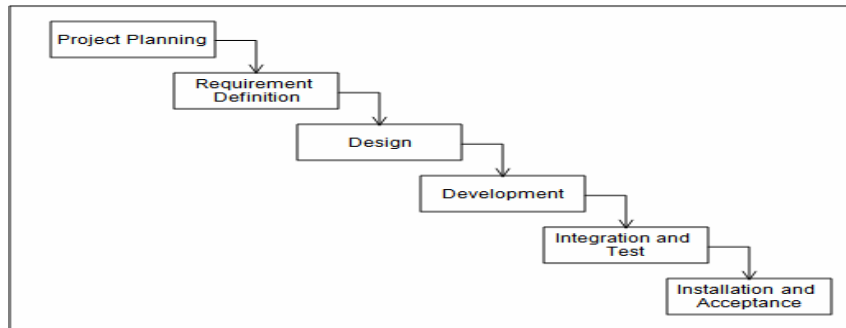 Project Planning
Requirement
Definition
Design
Development
Integration and
Test
Installation and
Acceptance